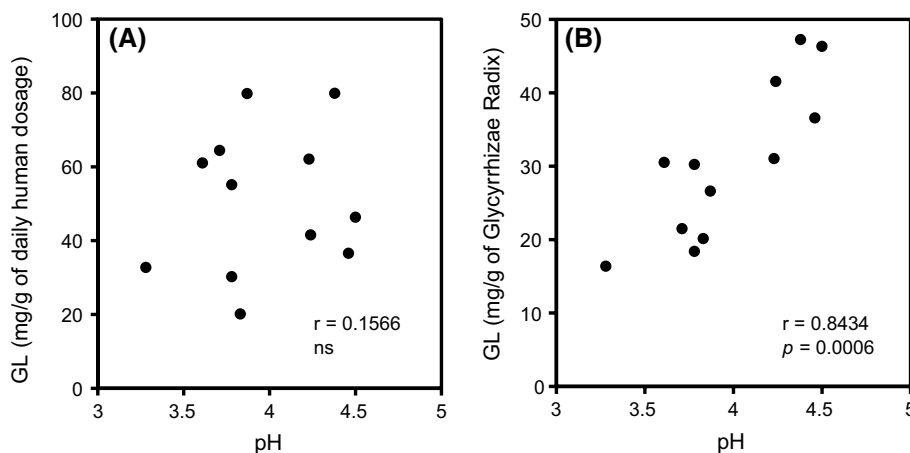 (A)
GL (mg/g of daily human dosage)
100
80
60
40
20
0
3
3.5
4
4.5
5
pH
r = 0.1566
ns
(B)
GL (mg/g of Glycyrrhizae Radix)
50
40
30
20
10
0
3
3.5
4
4.5
5
pH
r = 0.8434
p = 0.0006